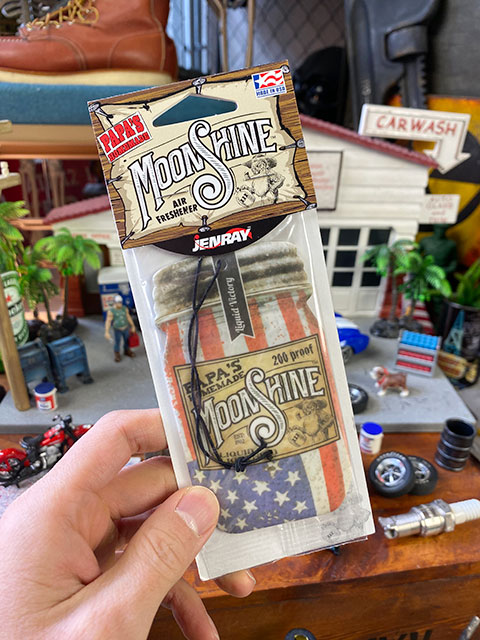 MADE IN USA
PAPA'S
HOMEMADE
MOONSHINE
AIR
FRESHENER
JENRAY
Liquid Victory
200 proof
PAPA'S
HOMEMADE
MOONSHINE
CARWASH